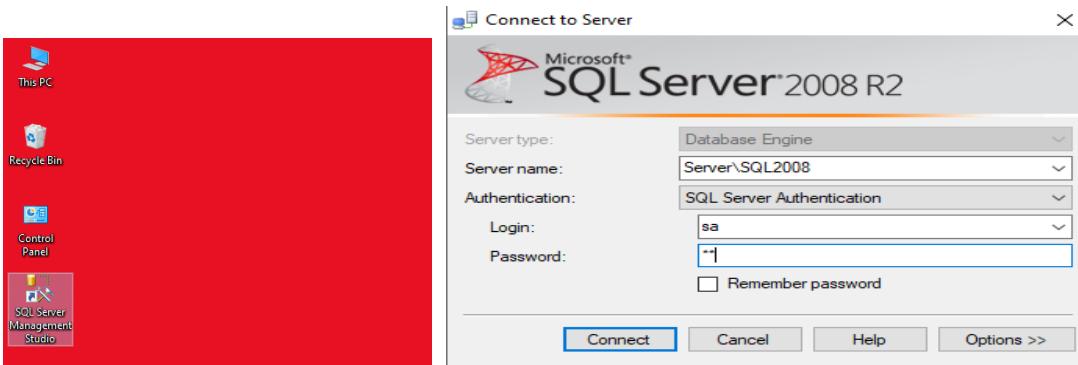 This PC
Recycle Bin
Control
Panel
SQL Server
Management
Studio
Connect to Server
Microsoft®
SQL Server® 2008 R2
Server type: Database Engine
Server name: Server\SQL2008
Authentication: SQL Server Authentication
Login: sa
Password: **
Remember password
Connect Cancel Help Options >>